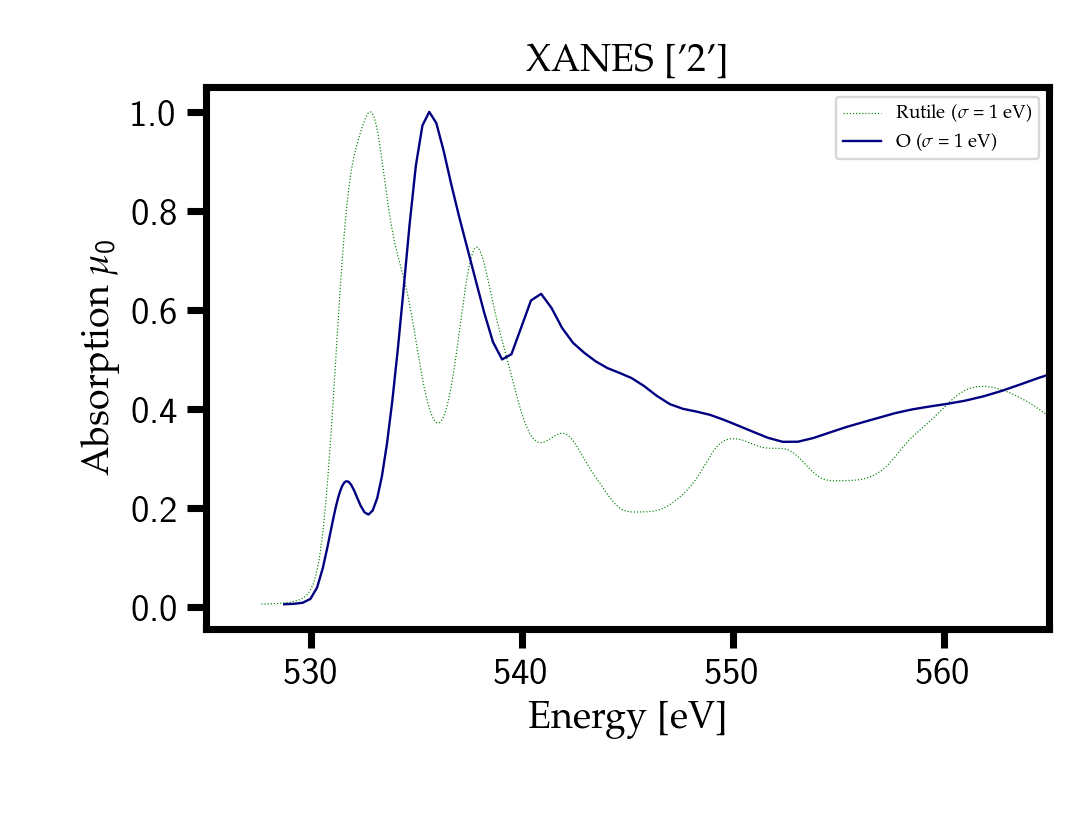 XANES ['2']
Rutile (σ = 1 eV)
O (σ = 1 eV)
Absorption μ₀
1.0
0.8
0.6
0.4
0.2
0.0
530 540 550 560
Energy [eV]